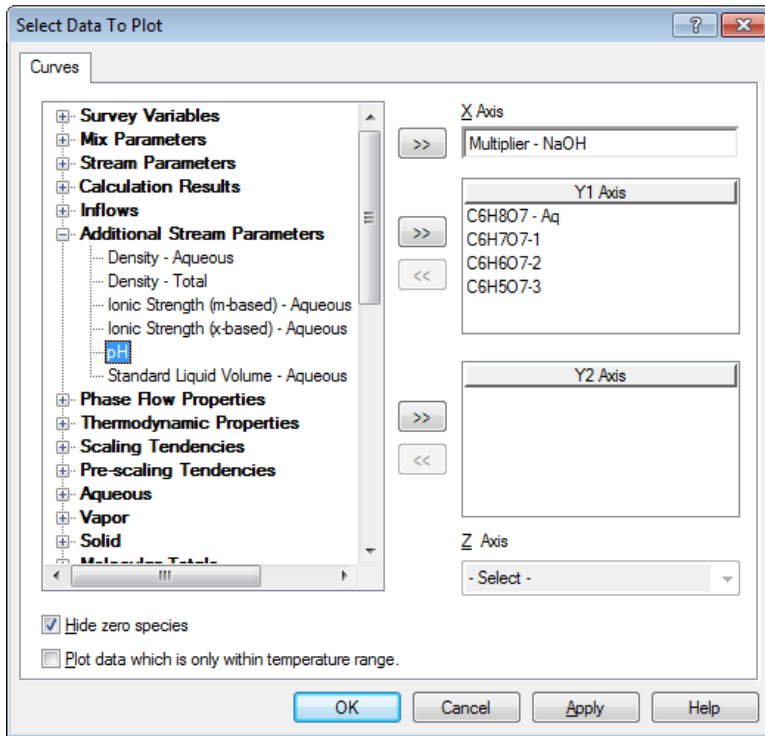 Select Data To Plot
Curves
Survey Variables
Mix Parameters
Stream Parameters
Calculation Results
Inflows
Additional Stream Parameters
Density - Aqueous
Density - Total
Ionic Strength (m-based) - Aqueous
Ionic Strength (x-based) - Aqueous
pH
Standard Liquid Volume - Aqueous
Phase Flow Properties
Thermodynamic Properties
Scaling Tendencies
Pre-scaling Tendencies
Aqueous
Vapor
Solid
Molecular Totals
X Axis
>>
Multiplier - NaOH
Y1 Axis
>>
<<
C6H8O7 - Aq
C6H7O7-1
C6H6O7-2
C6H5O7-3
Y2 Axis
>>
<<
Z Axis
- Select -
Hide zero species
Plot data which is only within temperature range.
OK
Cancel
Apply
Help